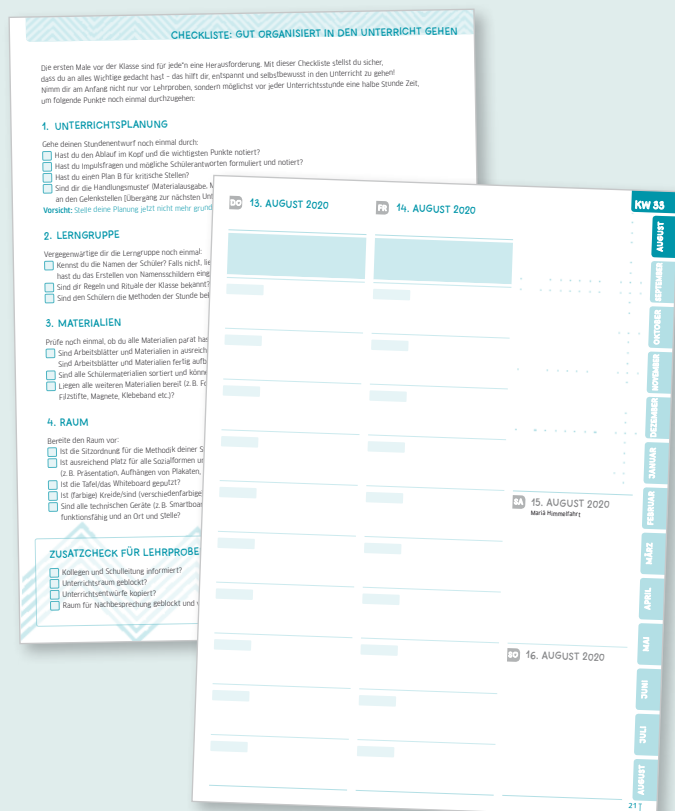 CHECKLISTE: GUT ORGANISIERT IN DEN UNTERRICHT GEHEN
Die ersten Male vor der Klasse sind für jede*n eine Herausforderung. Mit dieser Checkliste stellst du sicher,
dass du an alles Wichtige gedacht hast – das hilft dir, entspannt und selbstbewusst in den Unterricht zu gehen!
Nimm dir am Anfang nicht nur vor Lehrproben, sondern möglichst vor jeder Unterrichtsstunde eine halbe Stunde Zeit,
um folgende Punkte noch einmal durchzugehen:
1. UNTERRICHTSPLANUNG
Gehe deinen Stundenentwurf noch einmal durch:
Hast du den Ablauf im Kopf und die wichtigsten Punkte notiert?
Hast du Impulsfragen und mögliche Schülerantworten formuliert und notiert?
Hast du einen Plan B für kritische Stellen?
Sind dir die Handlungsmuster (Materialausgabe, M
an den Gelenkstellen (Übergang zur nächsten Unt
Vorsicht: Stelle deine Planung jetzt nicht mehr grund
2. LERNGRUPPE
Vergegenwärtige dir die Lerngruppe noch einmal:
Kennst du die Namen der Schüler? Falls nicht, lie
hast du das Erstellen von Namensschildern eing
Sind dir Regeln und Rituale der Klasse bekannt?
Sind den Schülern die Methoden der Stunde bel
3. MATERIALIEN
Prüfe noch einmal, ob du alle Materialien parat has
Sind Arbeitsblätter und Materialien in ausreich
Sind Arbeitsblätter und Materialien fertig aufb
Sind alle Schülermaterialien sortiert und könne
Liegen alle weiteren Materialien bereit (z. B. Fo
Filzstifte, Magnete, Klebeband etc.)?
4. RAUM
Bereite den Raum vor:
Ist die Sitzordnung für die Methodik deiner S
Ist ausreichend Platz für alle Sozialformen un
(z. B. Präsentation, Aufhängen von Plakaten,
Ist die Tafel/das Whiteboard geputzt?
Ist (farbige) Kreide/sind (verschiedenfarbige
Sind alle technischen Geräte (z. B. Smartboar
funktionsfähig und an Ort und Stelle?
ZUSATZCHECK FÜR LEHRPROBE
Kollegen und Schulleitung informiert?
Unterrichtsraum geblockt?
Unterrichtsentwürfe kopiert?
Raum für Nachbesprechung geblockt und
DO 13. AUGUST 2020
FR 14. AUGUST 2020
SA 15. AUGUST 2020
Mariä Himmelfahrt
SO 16. AUGUST 2020
KW 33
AUGUST
SEPTEMBER
OKTOBER
NOVEMBER
DEZEMBER
JANUAR
FEBRUAR
MÄRZ
APRIL
MAI
JUNI
JULI
AUGUST
21